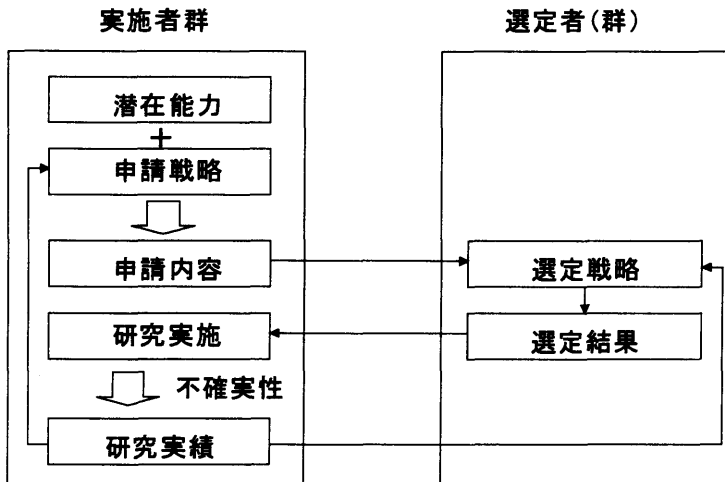 実施者群
選定者(群)
潜在能力
+
申請戦略
申請内容
選定戦略
研究実施
選定結果
不確実性
研究実績